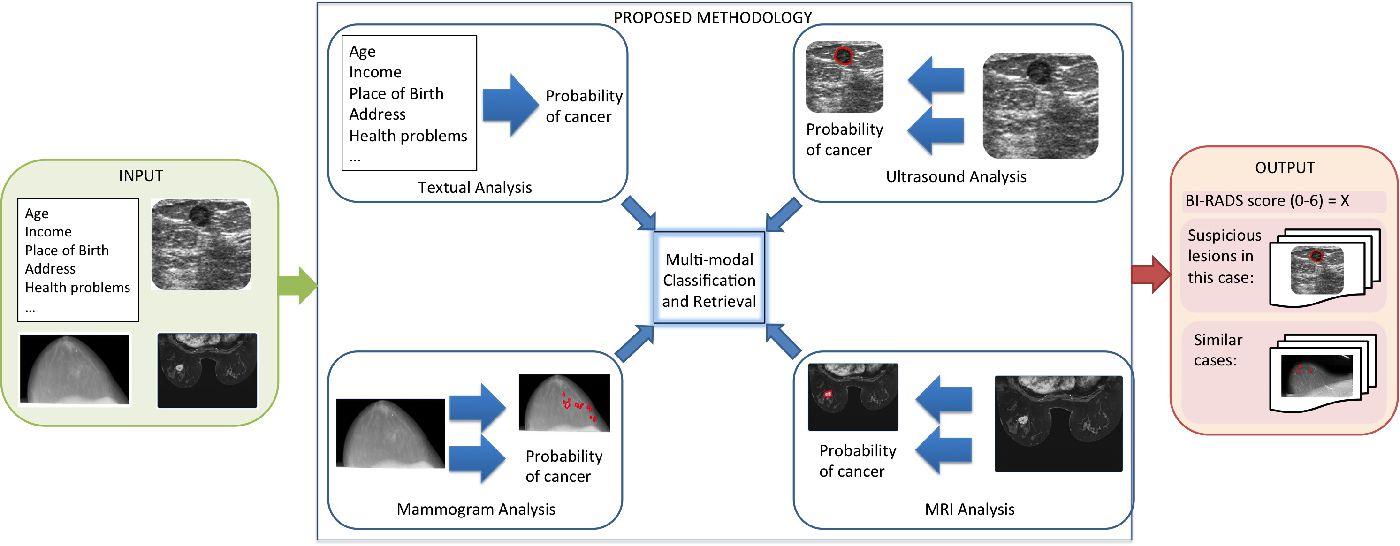 PROPOSED METHODOLOGY
INPUT
Age
Income
Place of Birth
Address
Health problems
...
Age
Income
Place of Birth
Address
Health problems
...
Probability
of cancer
Textual Analysis
Probability
of cancer
Ultrasound Analysis
Multi-modal
Classification
and Retrieval
Probability
of cancer
Mammogram Analysis
Probability
of cancer
MRI Analysis
OUTPUT
BI-RADS score (0-6) = X
Suspicious
lesions in
this case:
Similar
cases: